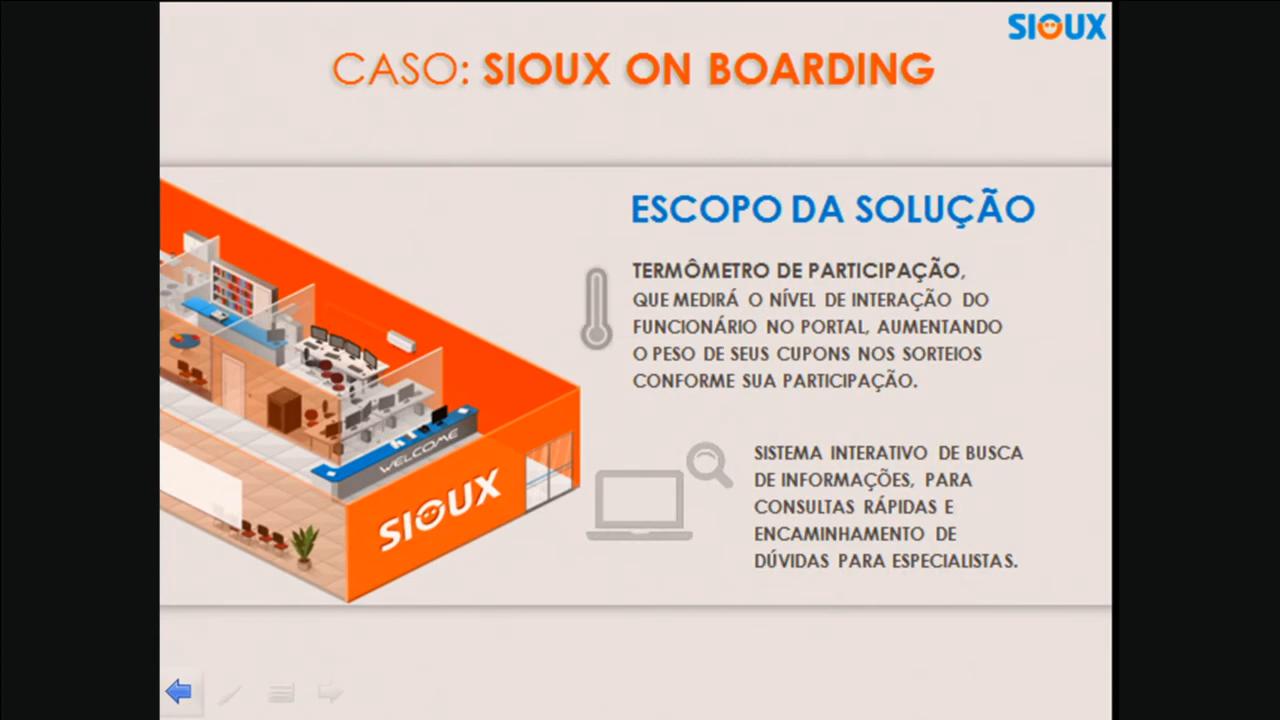 SIOUX
CASO: SIOUX ON BOARDING
ESCOPO DA SOLUÇÃO
TERMÔMETRO DE PARTICIPAÇÃO,
QUE MEDIRÁ O NÍVEL DE INTERAÇÃO DO
FUNCIONÁRIO NO PORTAL, AUMENTANDO
O PESO DE SEUS CUPONS NOS SORTEIOS
CONFORME SUA PARTICIPAÇÃO.
SISTEMA INTERATIVO DE BUSCA
DE INFORMAÇÕES, PARA
CONSULTAS RÁPIDAS E
ENCAMINHAMENTO DE
DÚVIDAS PARA ESPECIALISTAS.
WELCOME
SIOUX